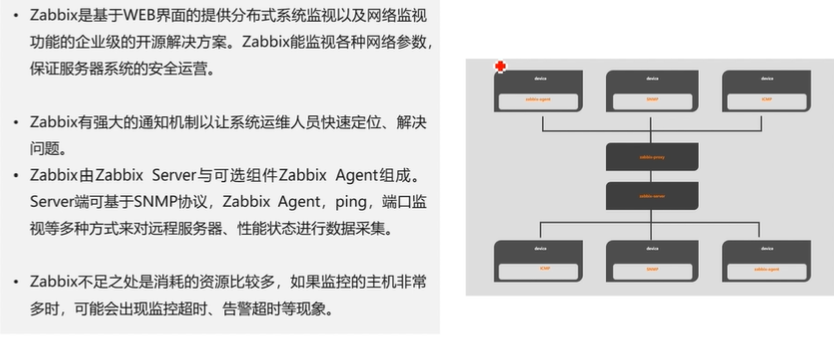 • Zabbix是基于WEB界面的提供分布式系统监视以及网络监视
功能的企业级的开源解决方案。Zabbix能监视各种网络参数，
保证服务器系统的安全运营。
• Zabbix有强大的通知机制以让系统运维人员快速定位、解决
问题。
• Zabbix由Zabbix Server与可选组件Zabbix Agent组成。
Server端可基于SNMP协议，Zabbix Agent，ping，端口监
视等多种方式来对远程服务器、性能状态进行数据采集。
• Zabbix不足之处是消耗的资源比较多，如果监控的主机非常
多时，可能会出现监控超时、告警超时等现象。
device device device
zabbix-agent SNMP ICMP
zabbix-proxy
zabbix-server
device device device
ICMP SNMP zabbix-agent